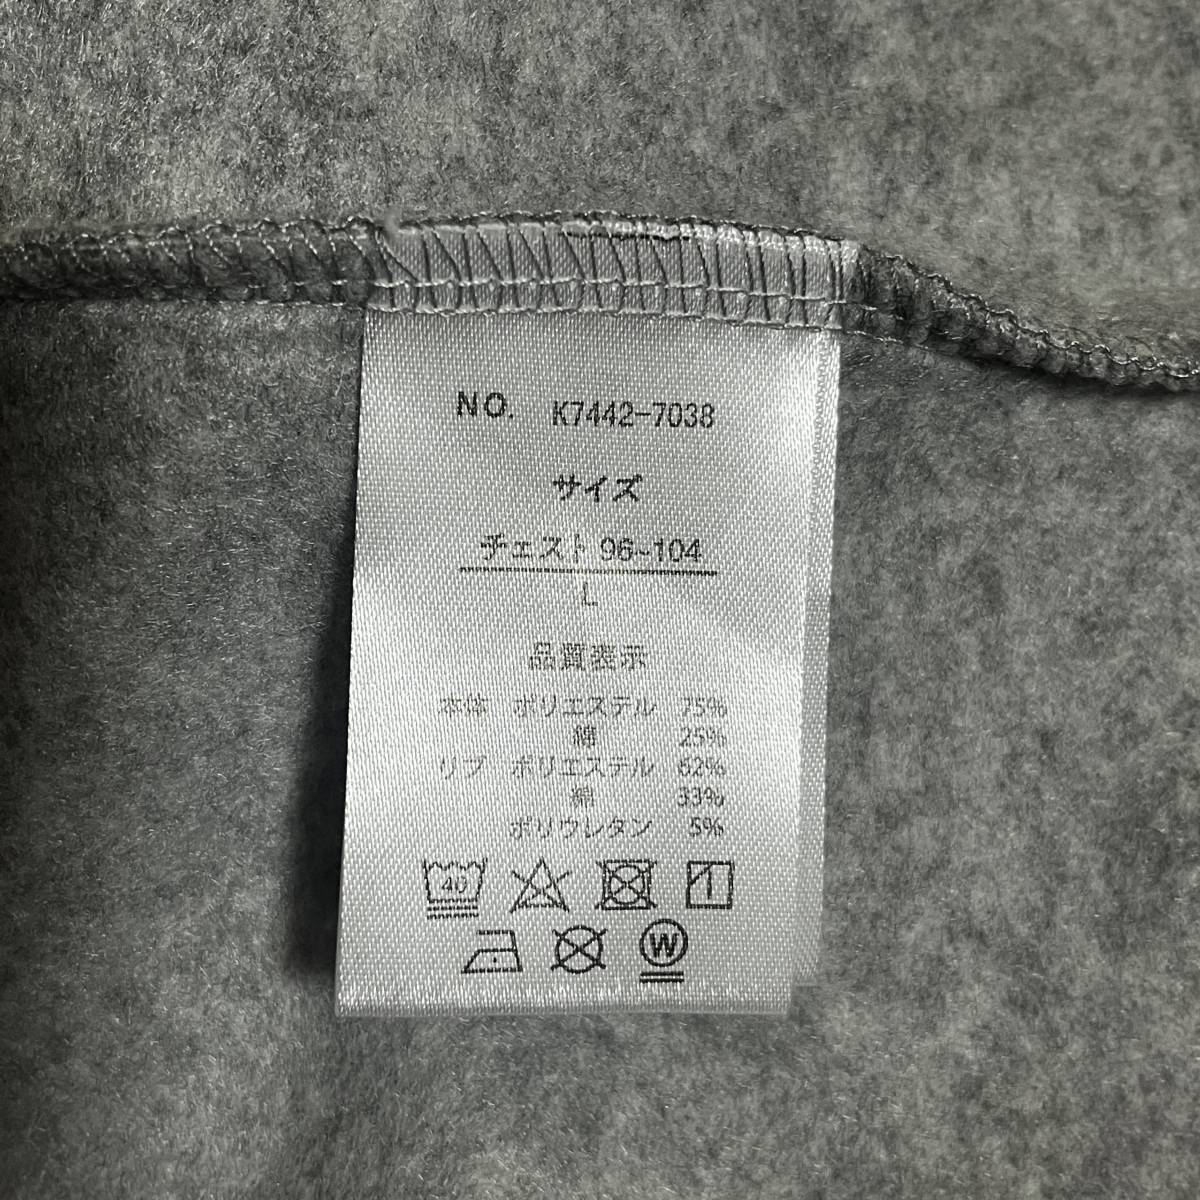 NO. K7442-7038
サイズ
チェスト 96~104
L
品質表示
本体 ポリエステル 75%
綿 25%
リブ ポリエステル 62%
綿 33%
ポリウレタン 5%
40
W